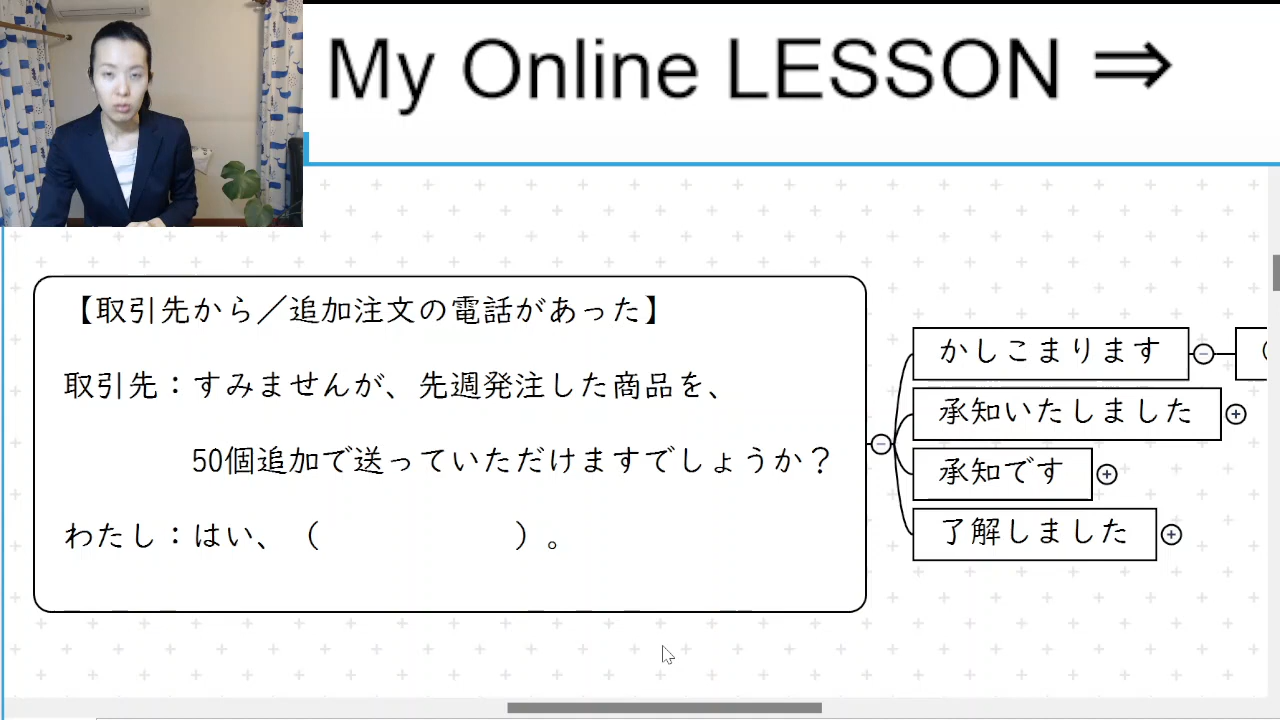 My Online LESSON ⇒
【取引先から／追加注文の電話があった】
取引先：すみませんが、先週発注した商品を、
50個追加で送っていただけますでしょうか？
わたし：はい、（　　　　　　）。
かしこまります
承知いたしました
承知です
了解しました